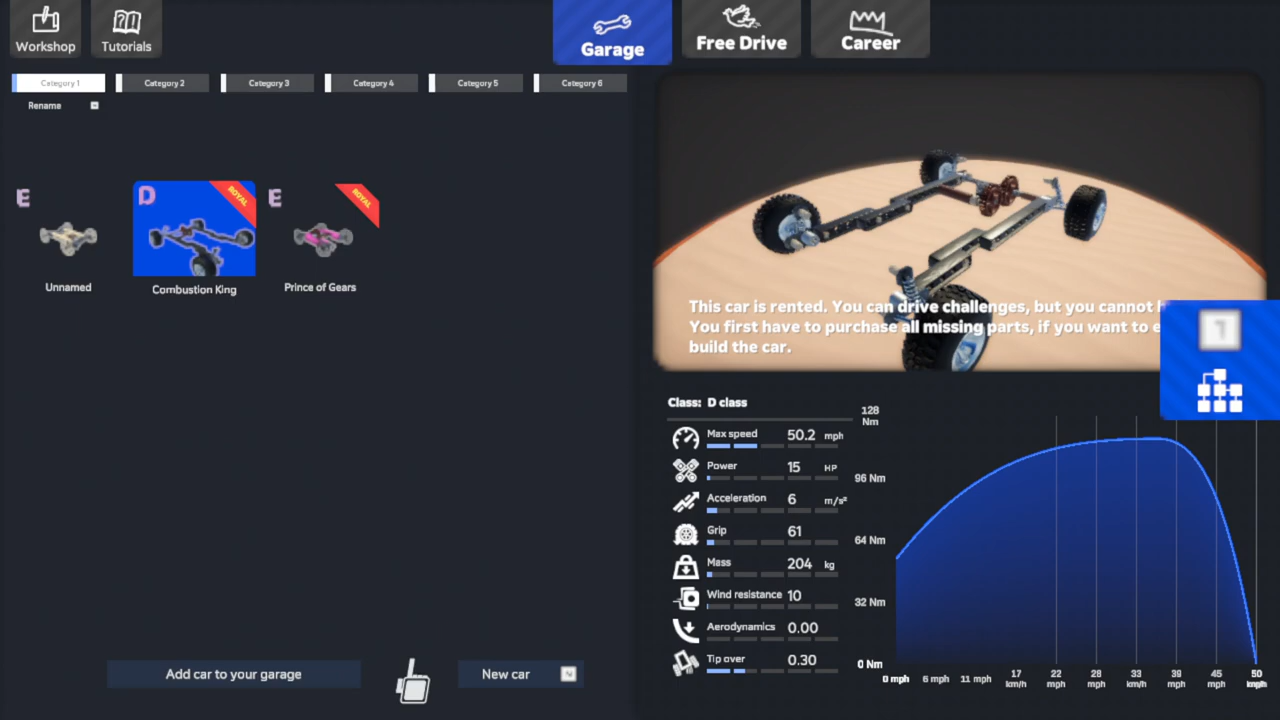 Workshop
Tutorials
Garage
Free Drive
Career
Category 1
Category 2
Category 3
Category 4
Category 5
Category 6
Rename
E
D
ROYAL
E
ROYAL
Unnamed
Combustion King
Prince of Gears
This car is rented. You can drive challenges, but you cannot
You first have to purchase all missing parts, if you want to
build the car.
Class: D class
Max speed 50.2 mph
Power 15 HP
Acceleration 6 m/s²
Grip 61
Mass 204 kg
Wind resistance 10
Aerodynamics 0.00
Tip over 0.30
128
Nm
96 Nm
64 Nm
32 Nm
0 Nm
0 mph 6 mph 11 mph 17 22 28 33 39 45 50
km/h mph mph km/h mph mph
Add car to your garage
New car